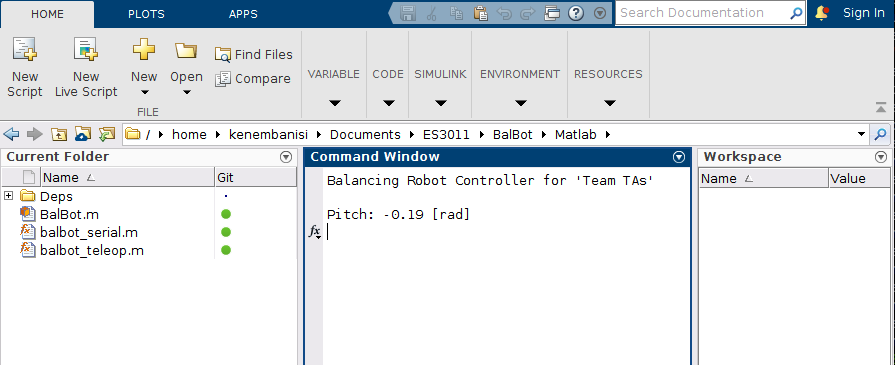 HOME PLOTS APPS Search Documentation Sign In
New Script
New Live Script
New
Open
Find Files
Compare
FILE
VARIABLE
CODE
SIMULINK
ENVIRONMENT
RESOURCES
/ home kenembanisi Documents ES3011 BalBot Matlab
Current Folder
Name Git
Deps
BalBot.m
balbot_serial.m
balbot_teleop.m
Command Window
Balancing Robot Controller for 'Team TAs'
Pitch: -0.19 [rad]
fx
Workspace
Name Value